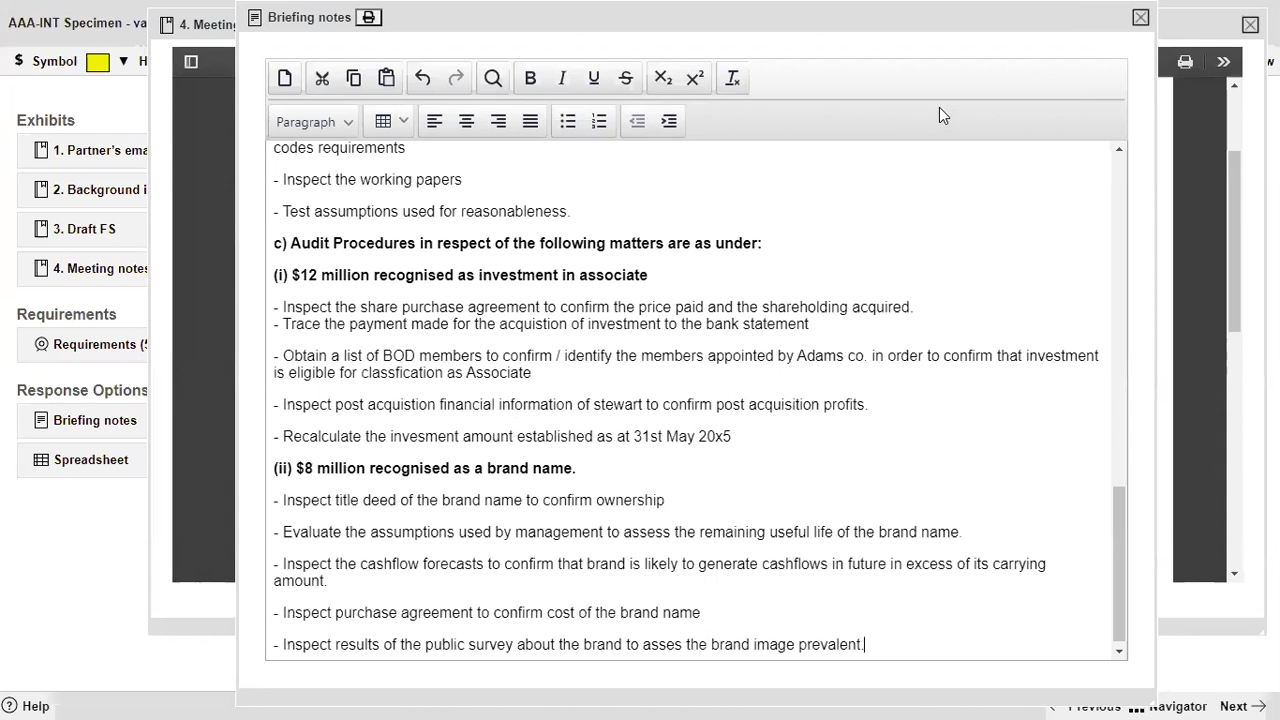 AAA-INT Specimen - va
4. Meeting
Briefing notes
$ Symbol
H
w
Paragraph
X₂ X²
Exhibits
1. Partner's ema
2. Background i
3. Draft FS
4. Meeting notes
Requirements
Requirements (5
Response Options
Briefing notes
Spreadsheet
codes requirements
- Inspect the working papers
- Test assumptions used for reasonableness.
c) Audit Procedures in respect of the following matters are as under:
(i) $12 million recognised as investment in associate
- Inspect the share purchase agreement to confirm the price paid and the shareholding acquired.
- Trace the payment made for the acquistion of investment to the bank statement
- Obtain a list of BOD members to confirm / identify the members appointed by Adams co. in order to confirm that investment
is eligible for classfication as Associate
- Inspect post acquistion financial information of stewart to confirm post acquisition profits.
- Recalculate the invesment amount established as at 31st May 20x5
(ii) $8 million recognised as a brand name.
- Inspect title deed of the brand name to confirm ownership
- Evaluate the assumptions used by management to assess the remaining useful life of the brand name.
- Inspect the cashflow forecasts to confirm that brand is likely to generate cashflows in future in excess of its carrying
amount.
- Inspect purchase agreement to confirm cost of the brand name
- Inspect results of the public survey about the brand to asses the brand image prevalent.
Help
Previous
Navigator
Next